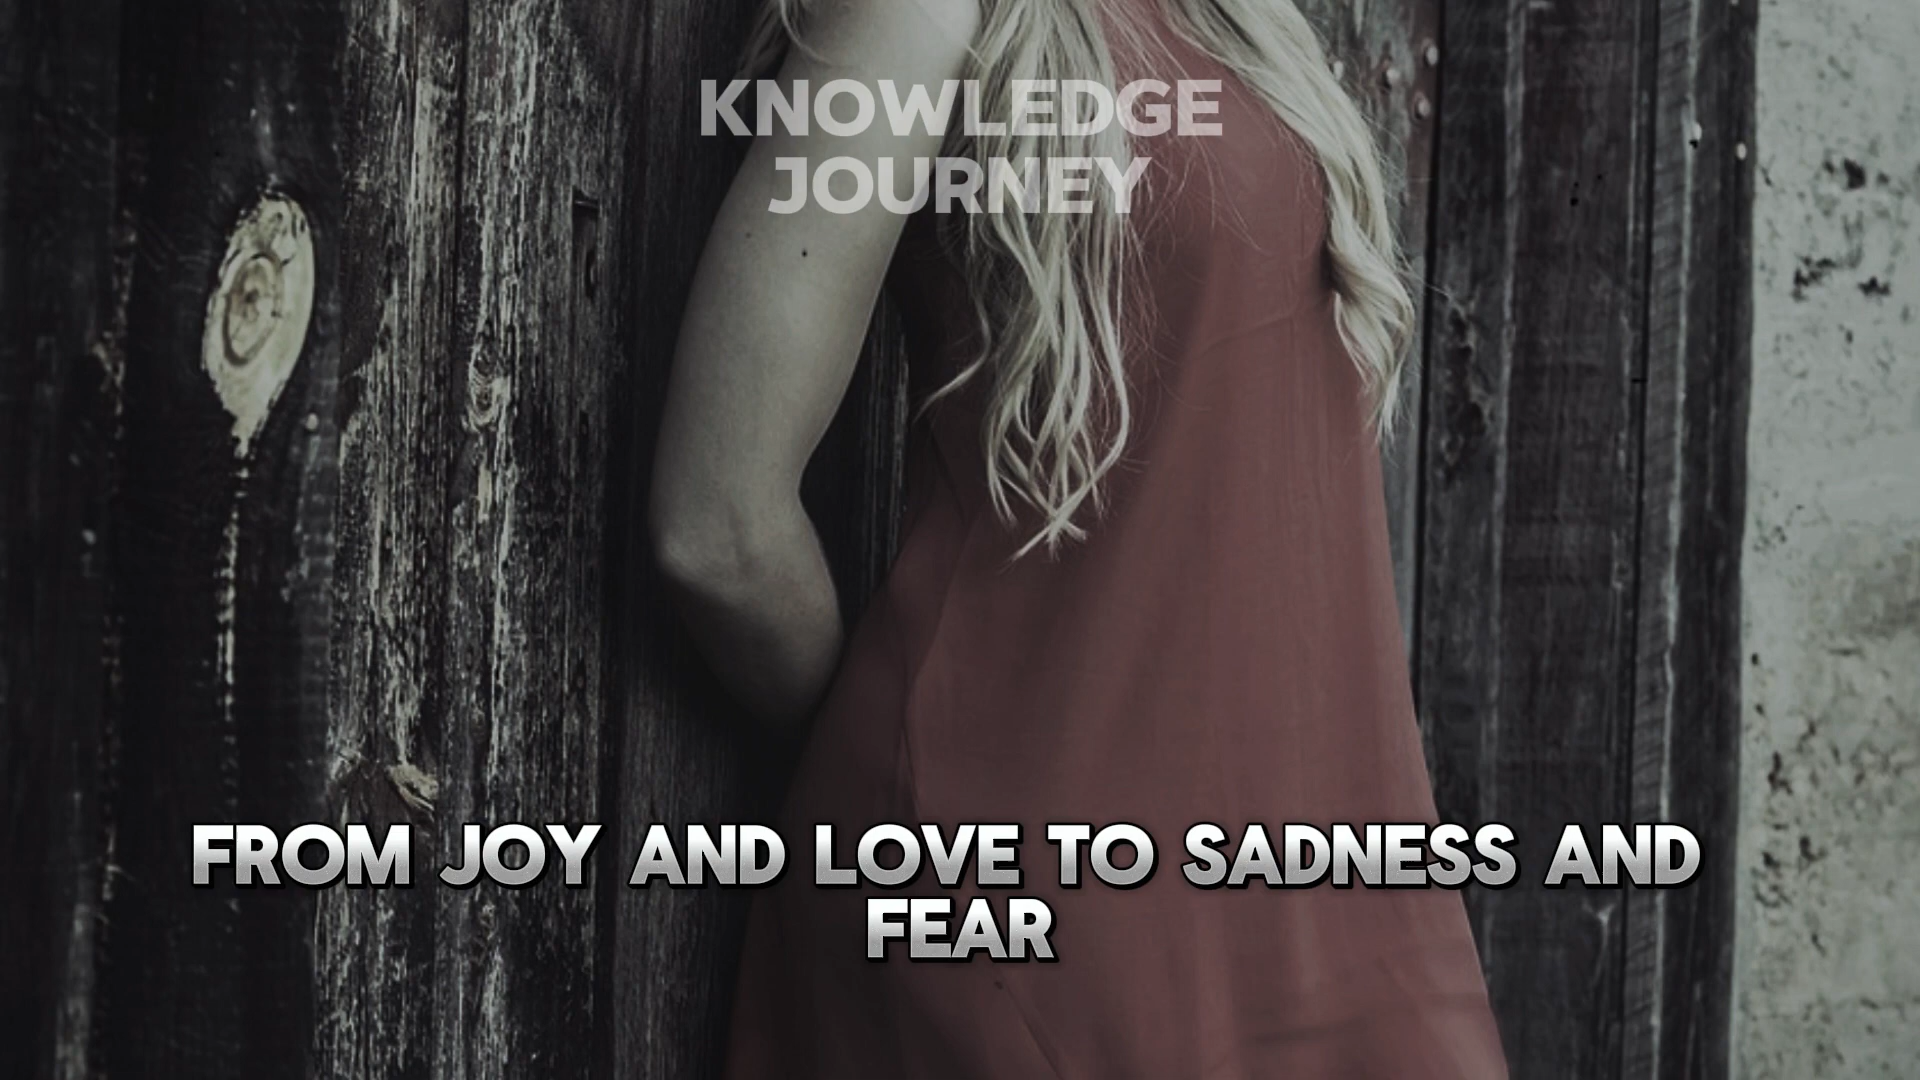 KNOWLEDGE
JOURNEY
FROM JOY AND LOVE TO SADNESS AND
FEAR